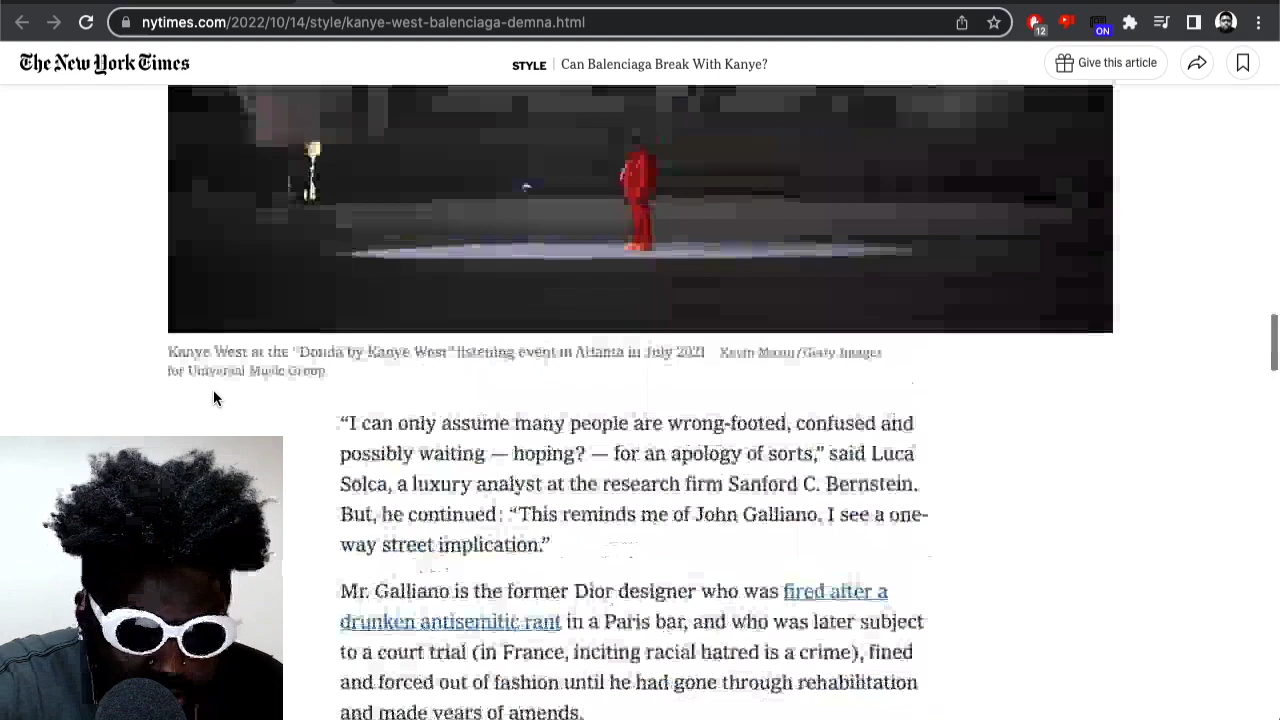 nytimes.com/2022/10/14/style/kanye-west-balenciaga-demna.html
12
ON
The New York Times
STYLE | Can Balenciaga Break With Kanye?
Give this article
Kanye West at the "Donda by Kanye West" listening event in Atlanta in July 2021 Kevin Mazur/Getty Images
for Universal Music Group
“I can only assume many people are wrong-footed, confused and
possibly waiting — hoping? — for an apology of sorts,” said Luca
Solca, a luxury analyst at the research firm Sanford C. Bernstein.
But, he continued: “This reminds me of John Galliano. I see a one-
way street implication.”
Mr. Galliano is the former Dior designer who was fired after a
drunken antisemitic rant in a Paris bar, and who was later subject
to a court trial (in France, inciting racial hatred is a crime), fined
and forced out of fashion until he had gone through rehabilitation
and made years of amends.